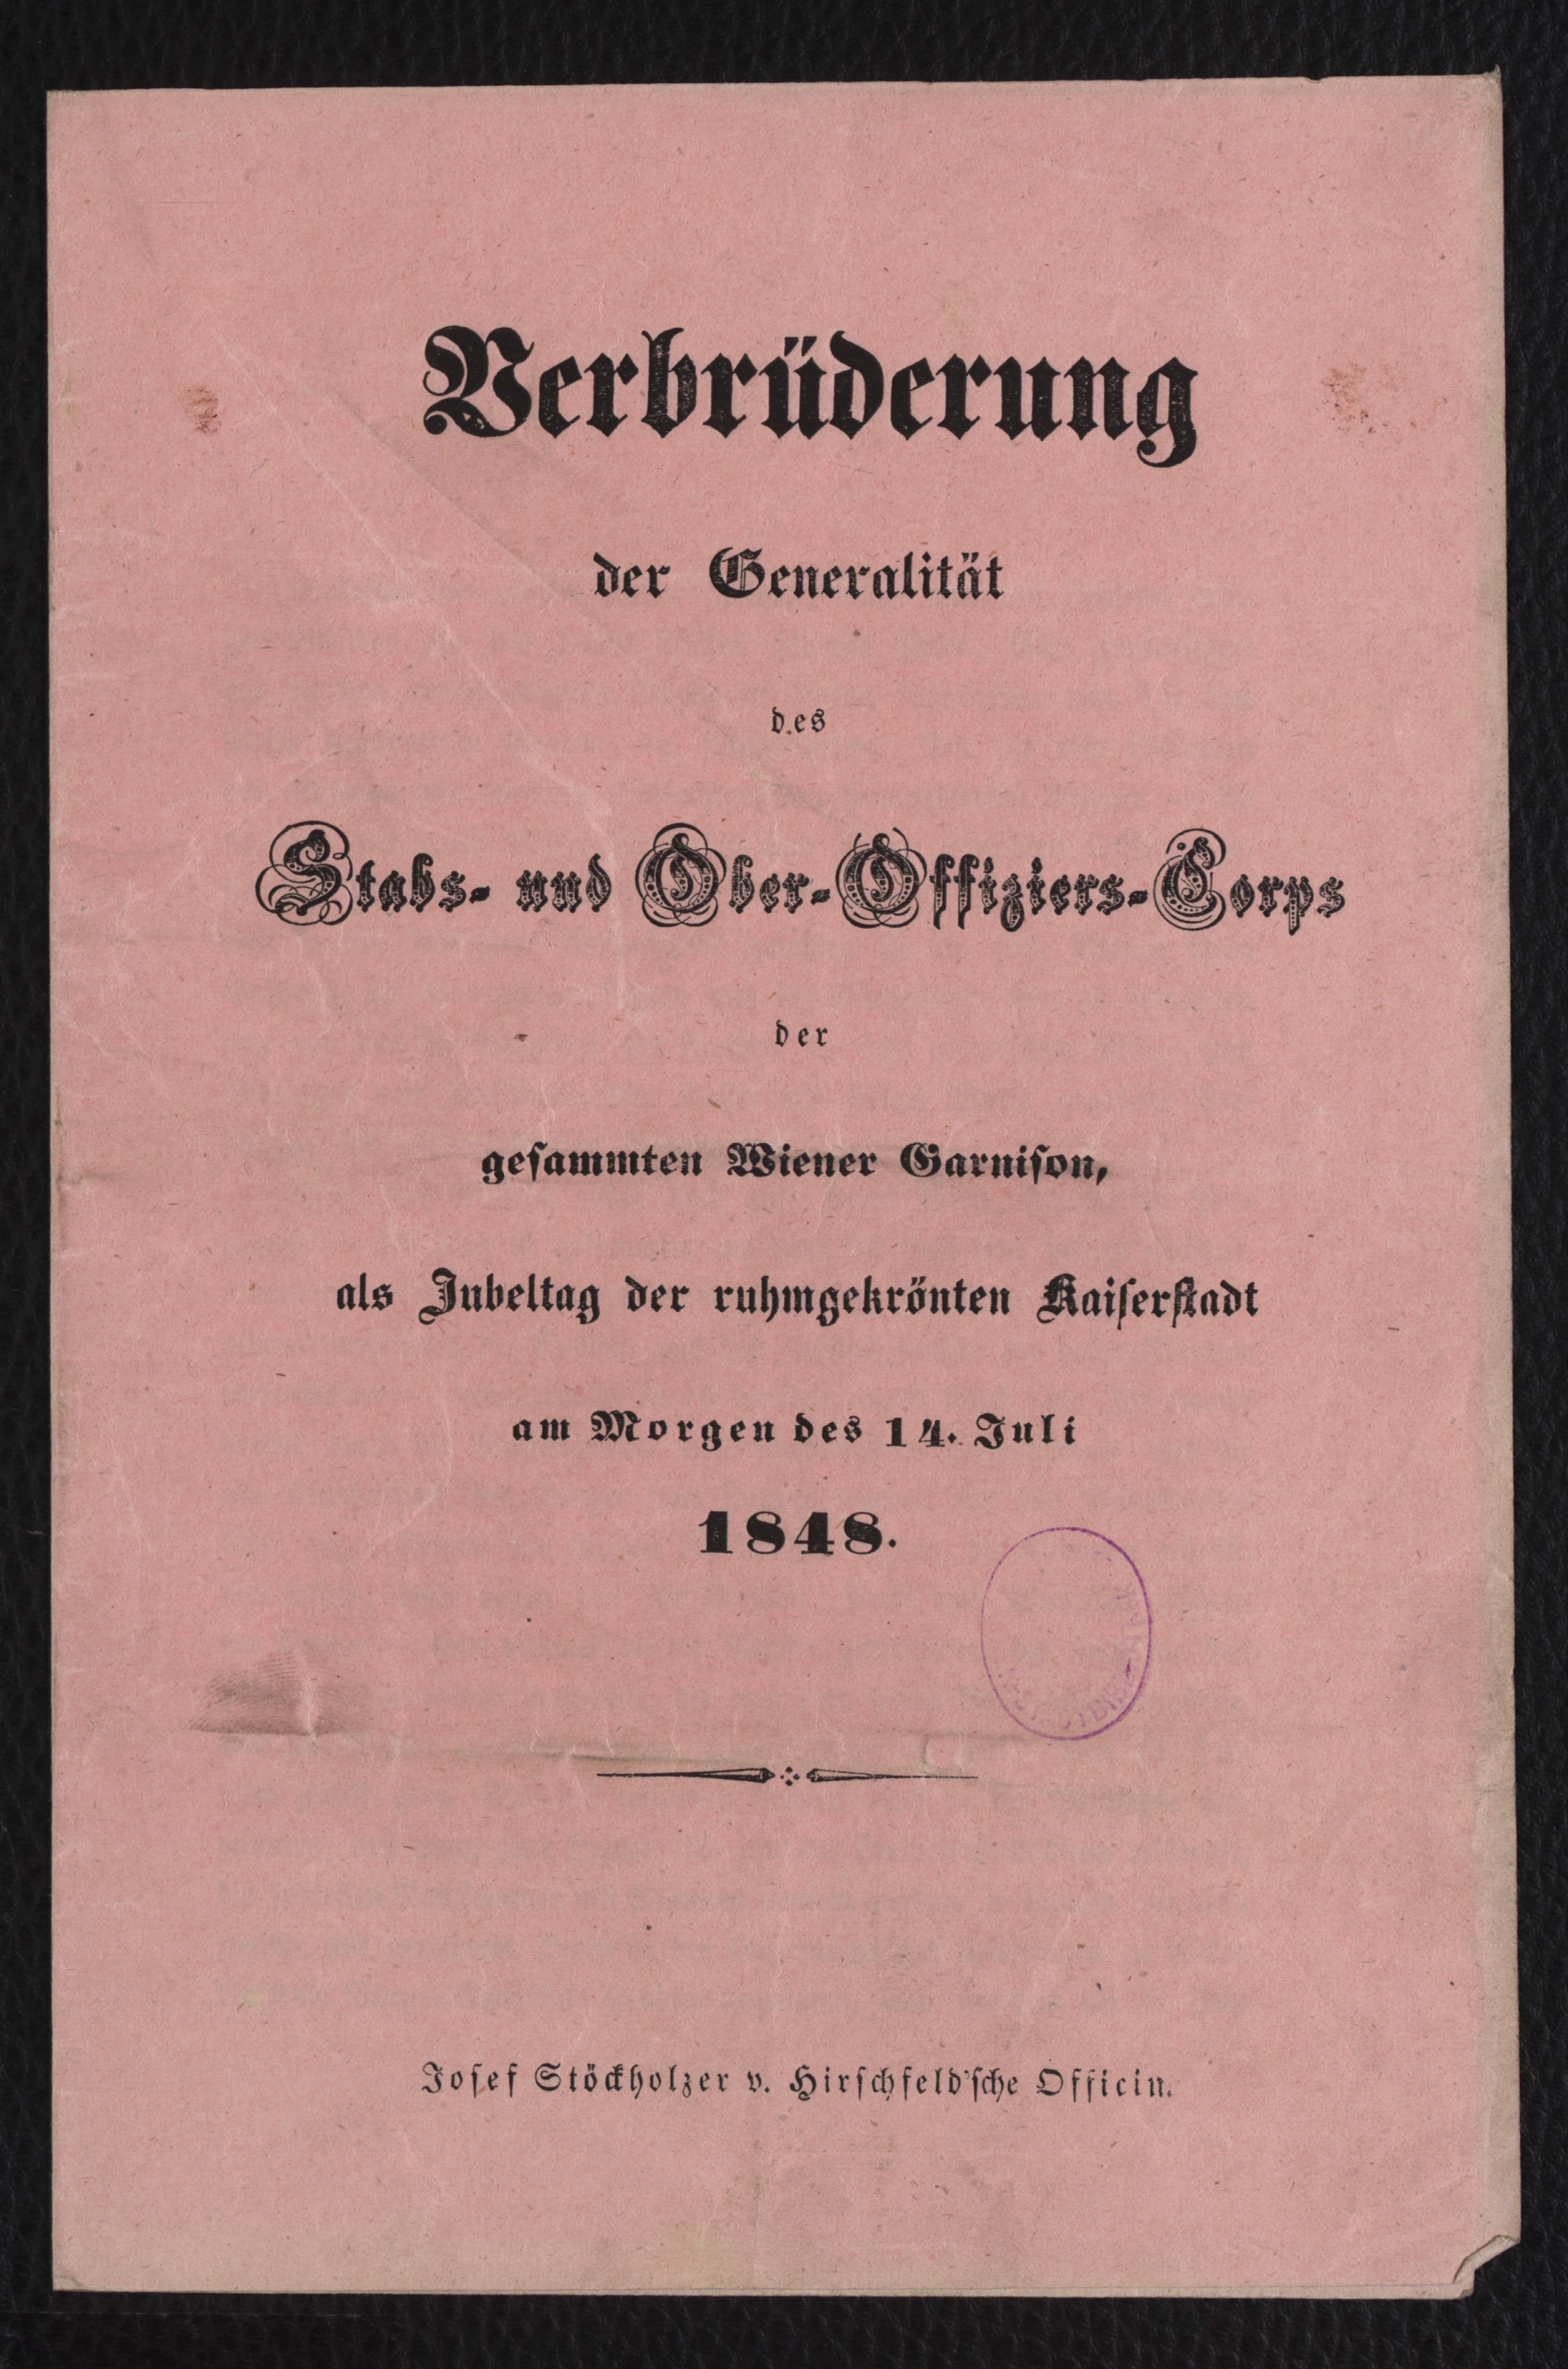 Verbrüderung
der Generalität
des
Stabs- und Ober-Offiziers-Corps
der
gesammten Wiener Garniſon,
als Jubeltag der ruhmgekrönten Kaiſerſtadt
am Morgen des 14. Juli
1848.
Joſef Stöckholzer v. Hirſchfeld'ſche Officin.